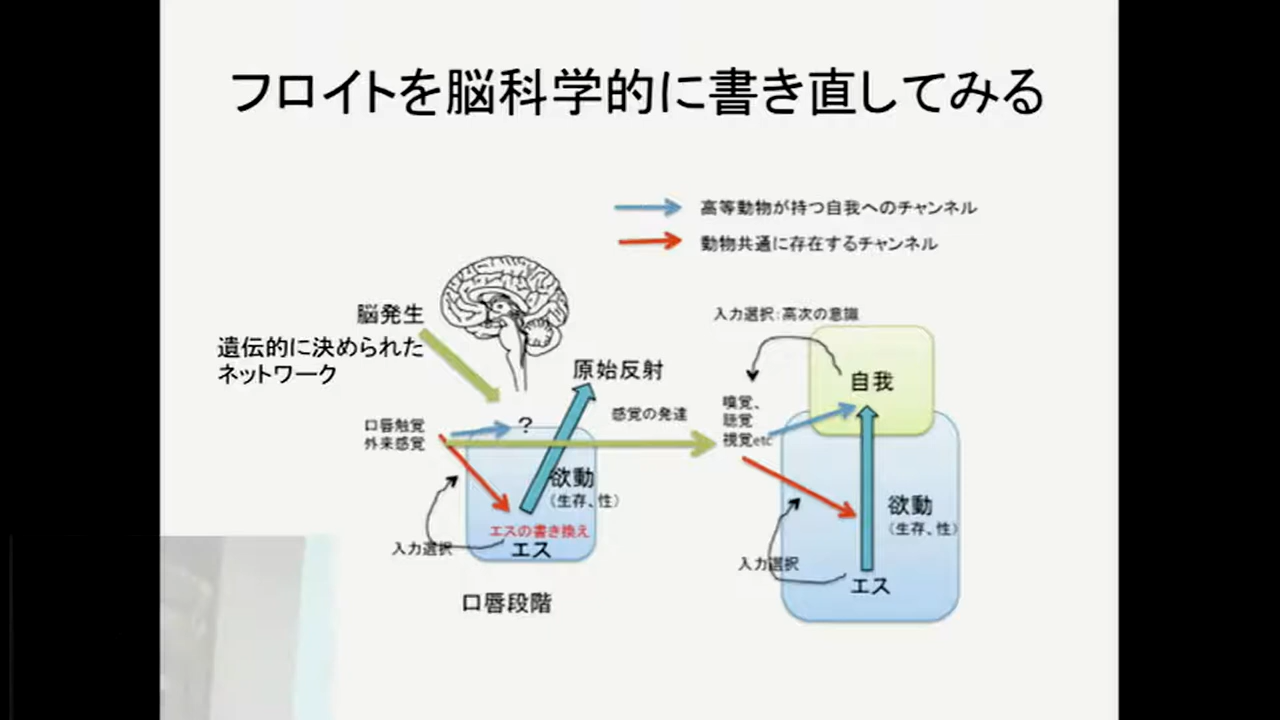 フロイトを脳科学的に書き直してみる
高等動物が持つ自我へのチャンネル
動物共通に存在するチャンネル
脳発生
遺伝的に決められた
ネットワーク
原始反射
口唇触覚
外来感覚
?
感覚の発達
欲動
(生存、性)
エスの書き換え
エス
入力選択
口唇段階
入力選択:高次の意識
自我
嗅覚、
聴覚
視覚etc
欲動
(生存、性)
入力選択
エス